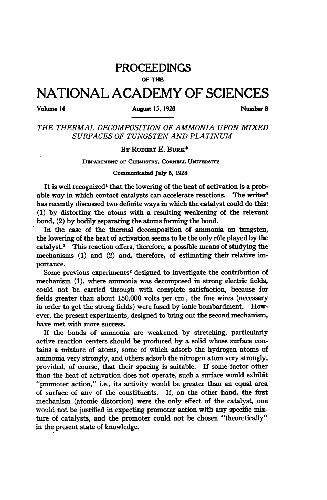 PROCEEDINGS
OF THE
NATIONAL ACADEMY OF SCIENCES
Volume 14 August 15, 1928 Number 8
THE THERMAL DECOMPOSITION OF AMMONIA UPON MIXED
SURFACES OF TUNGSTEN AND PLATINUM
BY ROBERT E. BURK*
DEPARTMENT OF CHEMISTRY, CORNELL UNIVERSITY
Communicated July 6, 1928
It is well recognized¹ that the lowering of the heat of activation is a prob-
able way in which contact catalysts can accelerate reactions. The writer²
has recently discussed two definite ways in which the catalyst could do this:
(1) by distorting the atoms with a resulting weakening of the relevant
bond, (2) by bodily separating the atoms forming the bond.
In the case of the thermal decomposition of ammonia on tungsten,
the lowering of the heat of activation seems to be the only rôle played by the
catalyst.³ This reaction offers, therefore, a possible means of studying the
mechanisms (1) and (2) and, therefore, of estimating their relative im-
portance.
Some previous experiments⁴ designed to investigate the contribution of
mechanism (1), where ammonia was decomposed in strong electric fields,
could not be carried through with complete satisfaction, because for
fields greater than about 150,000 volts per cm., the fine wires (necessary
in order to get the strong fields) were fused by ionic bombardment. How-
ever, the present experiments, designed to bring out the second mechanism,
have met with more success.
If the bonds of ammonia are weakened by stretching, particularly
active reaction centers should be produced by a solid whose surface con-
tains a mixture of atoms, some of which adsorb the hydrogen atoms of
ammonia very strongly, and others adsorb the nitrogen atom very strongly,
provided, of course, that their spacing is suitable. If some factor other
than the heat of activation does not operate, such a surface would exhibit
"promoter action," i.e., its activity would be greater than an equal area
of surface of any of the constituents. If, on the other hand, the first
mechanism (atomic distortion) were the only effect of the catalyst, one
would not be justified in expecting promoter action with any specific mix-
ture of catalysts, and the promoter could not be chosen "theoretically"
in the present state of knowledge.